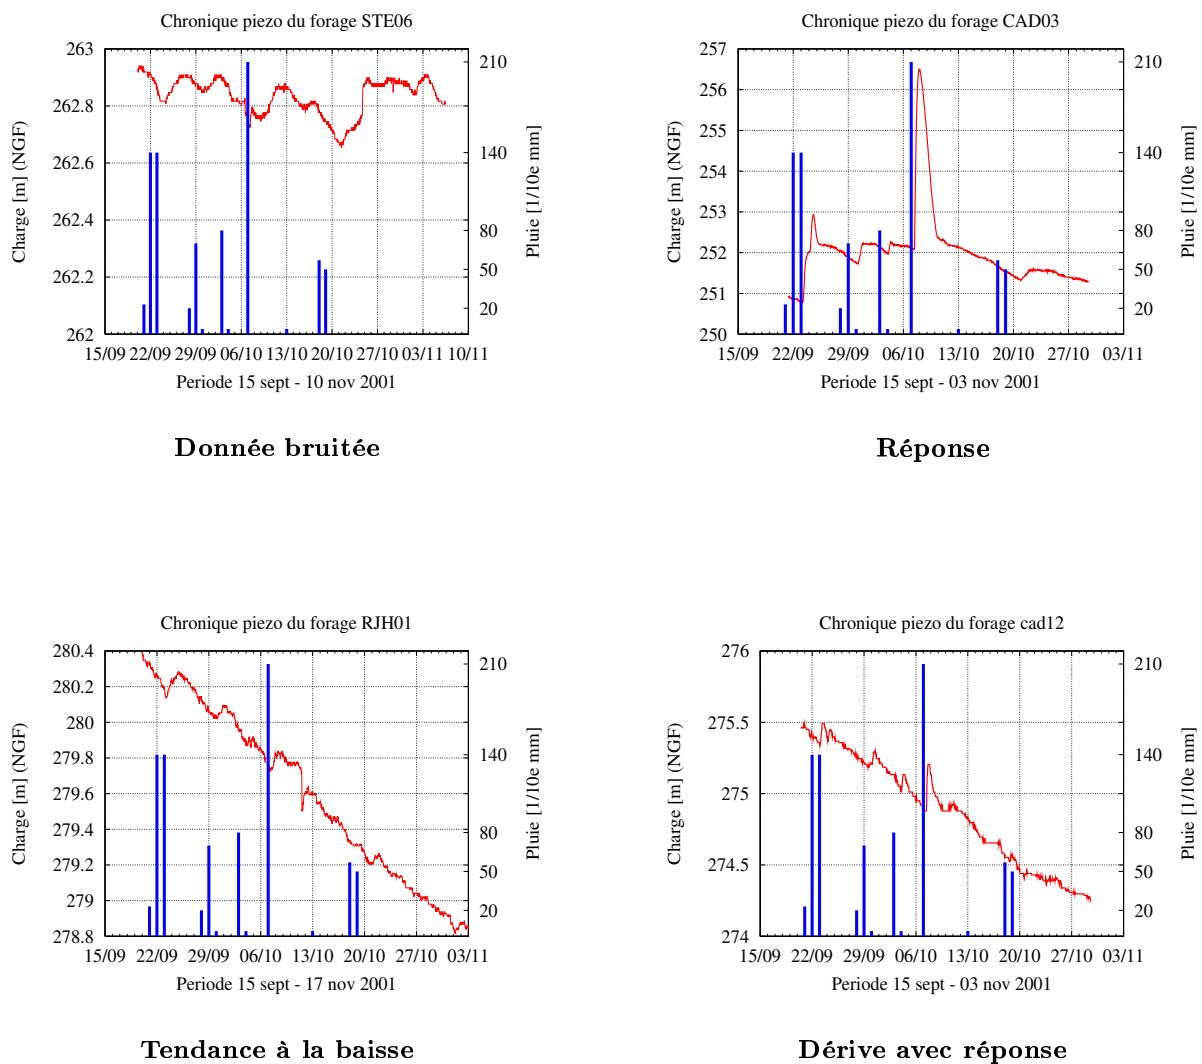 Chronique piezo du forage STE06
263
262.8
262.6
262.4
262.2
262
210
140
80
50
20
Charge [m] (NGF)
Pluie [1/10e mm]
15/09 22/09 29/09 06/10 13/10 20/10 27/10 03/11 10/11
Periode 15 sept - 10 nov 2001
Donnée bruitée
Chronique piezo du forage CAD03
257
256
255
254
253
252
251
250
210
140
80
50
20
Charge [m] (NGF)
Pluie [1/10e mm]
15/09 22/09 29/09 06/10 13/10 20/10 27/10 03/11
Periode 15 sept - 03 nov 2001
Réponse
Chronique piezo du forage RJH01
280.4
280.2
280
279.8
279.6
279.4
279.2
279
278.8
210
140
80
50
20
Charge [m] (NGF)
Pluie [1/10e mm]
15/09 22/09 29/09 06/10 13/10 20/10 27/10 03/11
Periode 15 sept - 17 nov 2001
Tendance à la baisse
Chronique piezo du forage cad12
276
275.5
275
274.5
274
210
140
80
50
20
Charge [m] (NGF)
Pluie [1/10e mm]
15/09 22/09 29/09 06/10 13/10 20/10 27/10 03/11
Periode 15 sept - 03 nov 2001
Dérive avec réponse